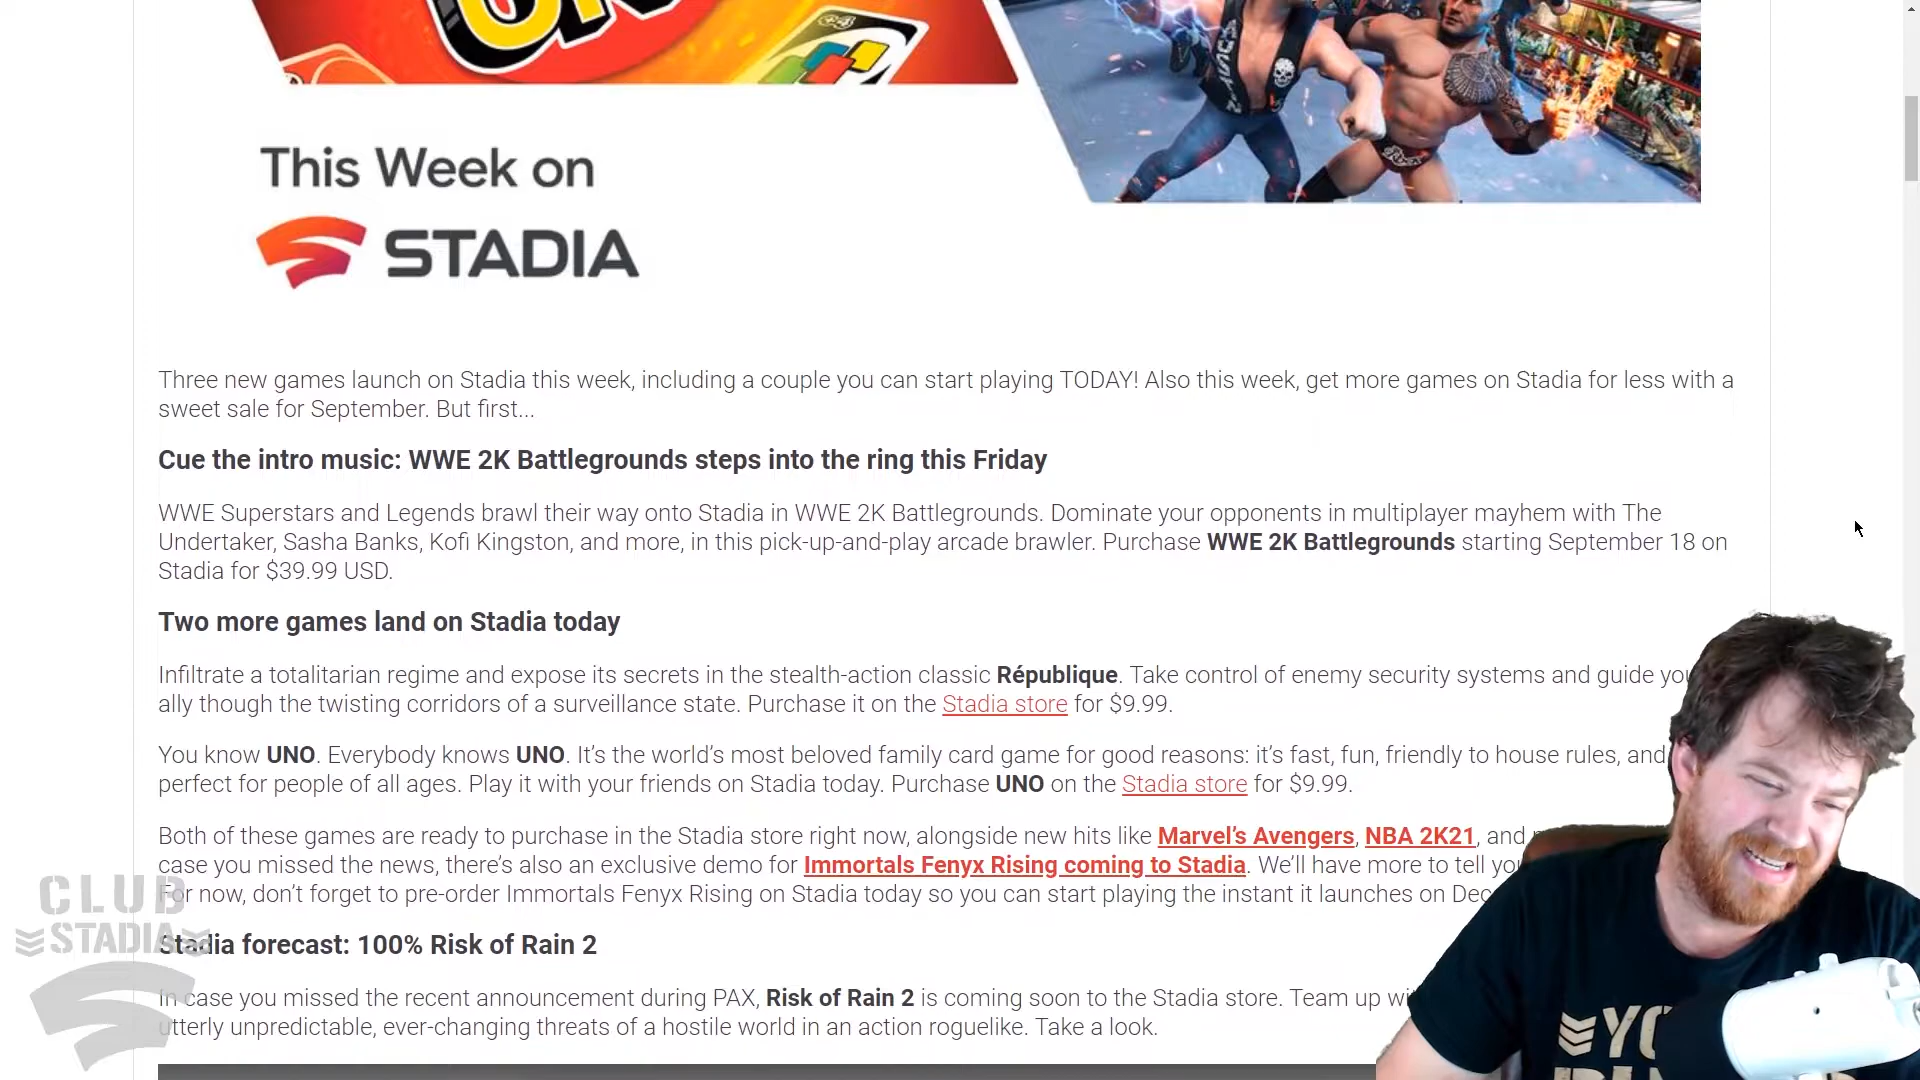 This Week on
STADIA
Three new games launch on Stadia this week, including a couple you can start playing TODAY! Also this week, get more games on Stadia for less with a
sweet sale for September. But first...
Cue the intro music: WWE 2K Battlegrounds steps into the ring this Friday
WWE Superstars and Legends brawl their way onto Stadia in WWE 2K Battlegrounds. Dominate your opponents in multiplayer mayhem with The
Undertaker, Sasha Banks, Kofi Kingston, and more, in this pick-up-and-play arcade brawler. Purchase WWE 2K Battlegrounds starting September 18 on
Stadia for $39.99 USD.
Two more games land on Stadia today
Infiltrate a totalitarian regime and expose its secrets in the stealth-action classic République. Take control of enemy security systems and guide
ally though the twisting corridors of a surveillance state. Purchase it on the Stadia store for $9.99.
You know UNO. Everybody knows UNO. It's the world's most beloved family card game for good reasons: it's fast, fun, friendly to house rules, and
perfect for people of all ages. Play it with your friends on Stadia today. Purchase UNO on the Stadia store for $9.99.
Both of these games are ready to purchase in the Stadia store right now, alongside new hits like Marvel's Avengers, NBA 2K21, and
case you missed the news, there's also an exclusive demo for Immortals Fenyx Rising coming to Stadia. We'll have more to tell
For now, don't forget to pre-order Immortals Fenyx Rising on Stadia today so you can start playing the instant it launches on
Stadia forecast: 100% Risk of Rain 2
In case you missed the recent announcement during PAX, Risk of Rain 2 is coming soon to the Stadia store. Team up
utterly unpredictable, ever-changing threats of a hostile world in an action roguelike. Take a look.
CLUB
STADIA